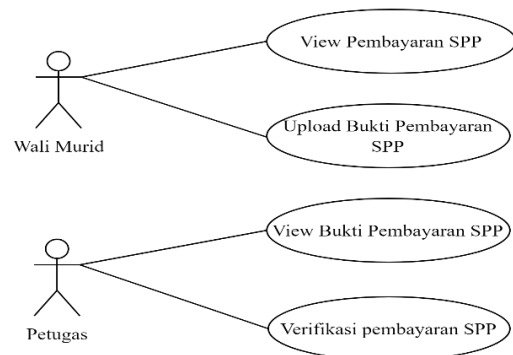 View Pembayaran SPP
Wali Murid
Upload Bukti Pembayaran
SPP
View Bukti Pembayaran SPP
Petugas
Verifikasi pembayaran SPP